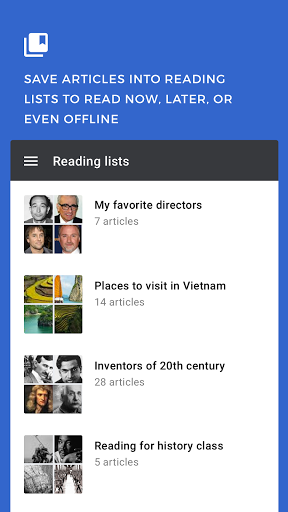 SAVE ARTICLES INTO READING
LISTS TO READ NOW, LATER, OR
EVEN OFFLINE
Reading lists
My favorite directors
7 articles
Places to visit in Vietnam
14 articles
Inventors of 20th century
28 articles
Reading for history class
5 articles